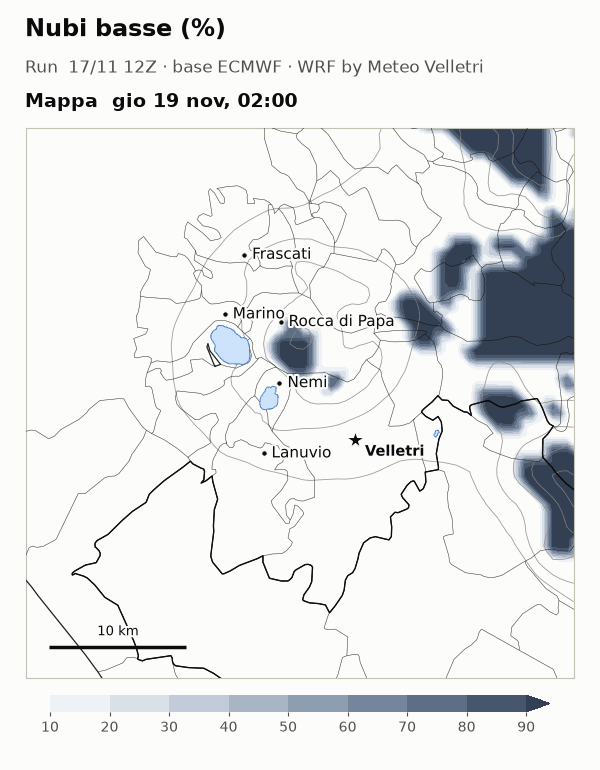 Nubi basse (%)
Run  17/11 12Z · base ECMWF · WRF by Meteo Velletri
Mappa  gio 19 nov, 02:00
Frascati
Marino
Rocca di Papa
Nemi
Velletri
Lanuvio
10 km
10 20 30 40 50 60 70 80 90